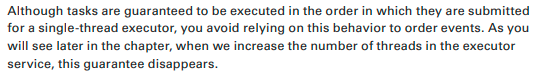 Although tasks are guaranteed to be executed in the order in which they are submitted
for a single-thread executor, you avoid relying on this behavior to order events. As you
will see later in the chapter, when we increase the number of threads in the executor
service, this guarantee disappears.